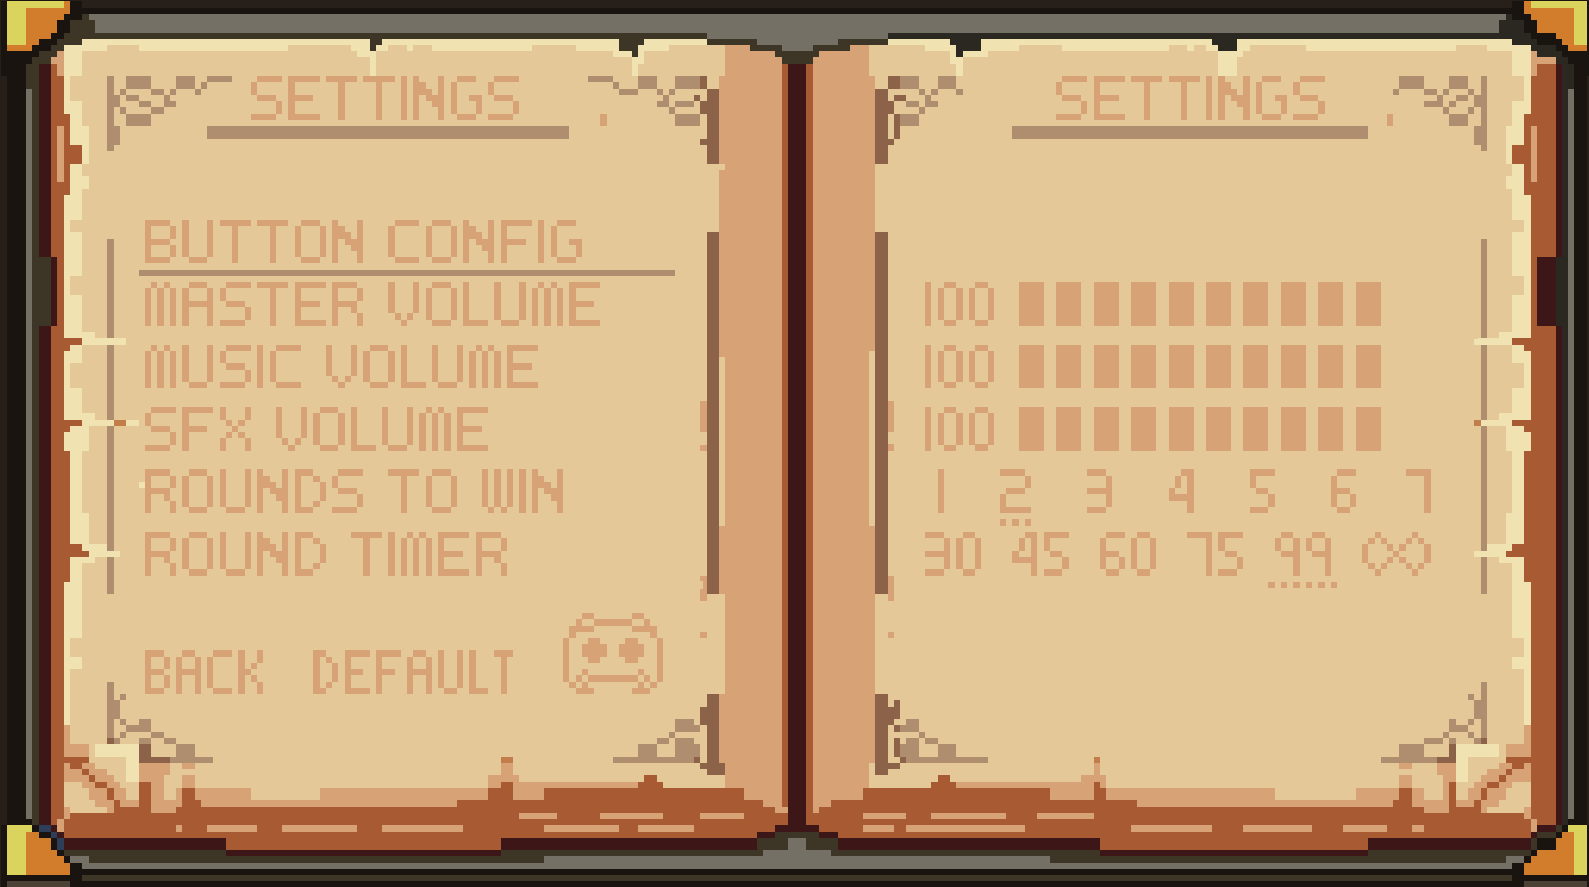 SETTINGS
BUTTON CONFIG
MASTER VOLUME
MUSIC VOLUME
SFX VOLUME
ROUNDS TO WIN
ROUND TIMER
BACK DEFAULT
SETTINGS
100
100
100
1 2 3 4 5 6 7
30 45 60 75 99 ∞